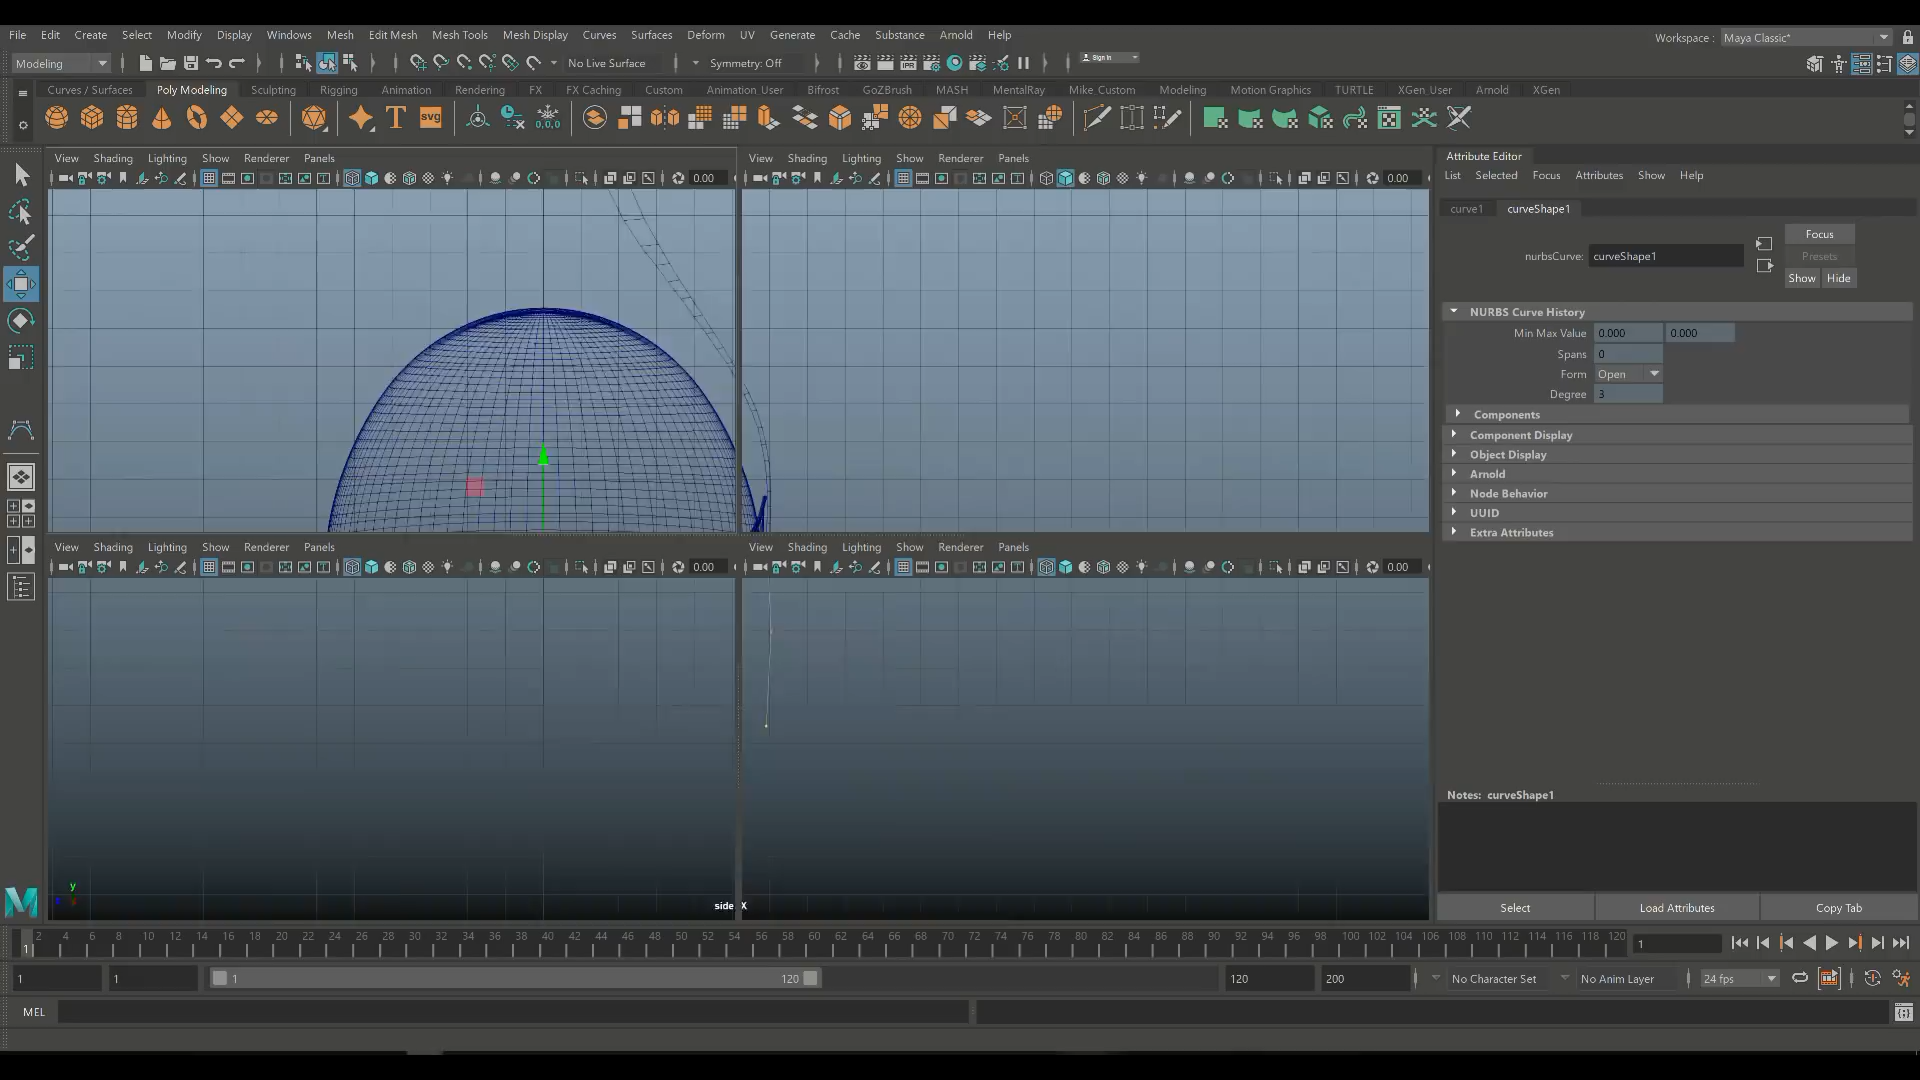 File Edit Create Select Modify Display Windows Mesh Edit Mesh Mesh Tools Mesh Display Curves Surfaces Deform UV Generate Cache Substance Arnold Help
Workspace : Maya Classic*
Modeling No Live Surface Symmetry: Off Sign In
Curves / Surfaces Poly Modeling Sculpting Rigging Animation Rendering FX FX Caching Custom Animation_User Bifrost GoZBrush MASH MentalRay Mike_Custom Modeling Motion Graphics TURTLE XGen_User Arnold XGen
T svg 0,0,0
View Shading Lighting Show Renderer Panels
0.00
View Shading Lighting Show Renderer Panels
0.00
View Shading Lighting Show Renderer Panels
0.00
y
side X
View Shading Lighting Show Renderer Panels
0.00
Attribute Editor
List Selected Focus Attributes Show Help
curve1 curveShape1
Focus
nurbsCurve: curveShape1 Presets
Show Hide
NURBS Curve History
Min Max Value 0.000 0.000
Spans 0
Form Open
Degree 3
Components
Component Display
Object Display
Arnold
Node Behavior
UUID
Extra Attributes
Notes: curveShape1
Select Load Attributes Copy Tab
2 4 6 8 10 12 14 16 18 20 22 24 26 28 30 32 34 36 38 40 42 44 46 48 50 52 54 56 58 60 62 64 66 68 70 72 74 76 78 80 82 84 86 88 90 92 94 96 98 100 102 104 106 108 110 112 114 116 118 120
1 1
1 1 1 120 120 200 No Character Set No Anim Layer 24 fps
MEL